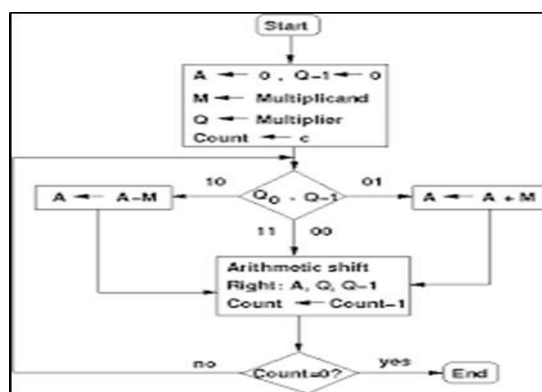 Start
A ← 0 , Q-1 ← 0
M ← Multiplicand
Q ← Multiplier
Count ← c
10
01
A ← A-M
Q0 , Q-1
A ← A + M
11 00
Arithmotic shift
Right: A, Q, Q-1
Count ← Count-1
no
Count=0?
yes
End